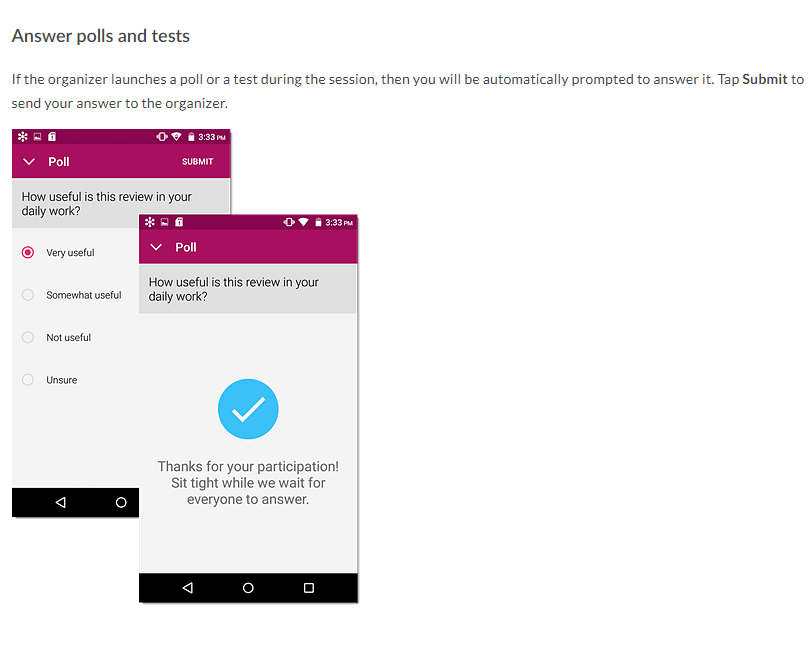 Answer polls and tests
If the organizer launches a poll or a test during the session, then you will be automatically prompted to answer it. Tap Submit to
send your answer to the organizer.
3:33 PM
Poll
SUBMIT
How useful is this review in your
daily work?
Very useful
Somewhat useful
Not useful
Unsure
3:33 PM
Poll
How useful is this review in your
daily work?
Thanks for your participation!
Sit tight while we wait for
everyone to answer.